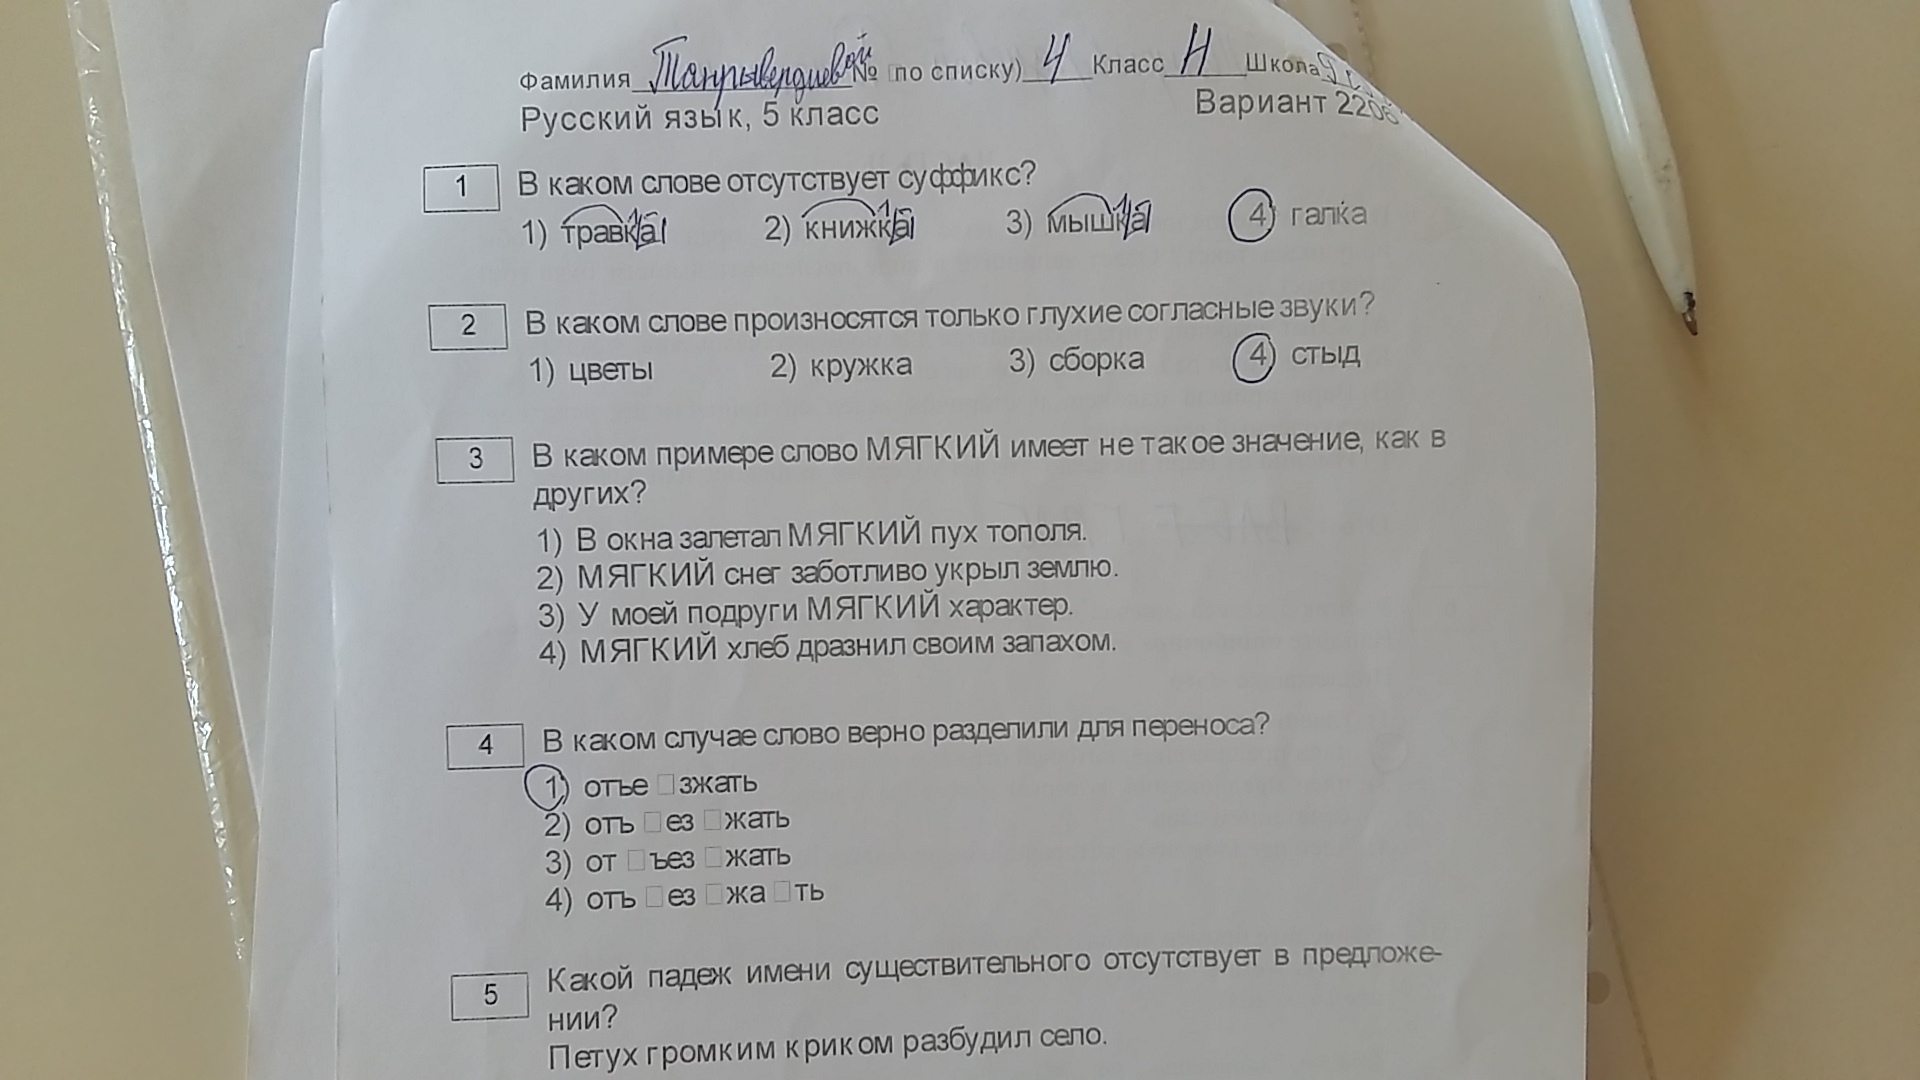 Фамилия Танрывердиевой № по списку) 4 Класс Н Школа
Русский язык, 5 класс Вариант 2206
1 В каком слове отсутствует суффикс?
1) травка 2) книжка 3) мышка 4) галка
2 В каком слове произносятся только глухие согласные звуки?
1) цветы 2) кружка 3) сборка 4) стыд
3 В каком примере слово МЯГКИЙ имеет не такое значение, как в
других?
1) В окна залетал МЯГКИЙ пух тополя.
2) МЯГКИЙ снег заботливо укрыл землю.
3) У моей подруги МЯГКИЙ характер.
4) МЯГКИЙ хлеб дразнил своим запахом.
4 В каком случае слово верно разделили для переноса?
1) отъе □зжать
2) отъ □ез □жать
3) от □ъез □жать
4) отъ □ез □жа □ть
5 Какой падеж имени существительного отсутствует в предложе-
нии?
Петух громким криком разбудил село.